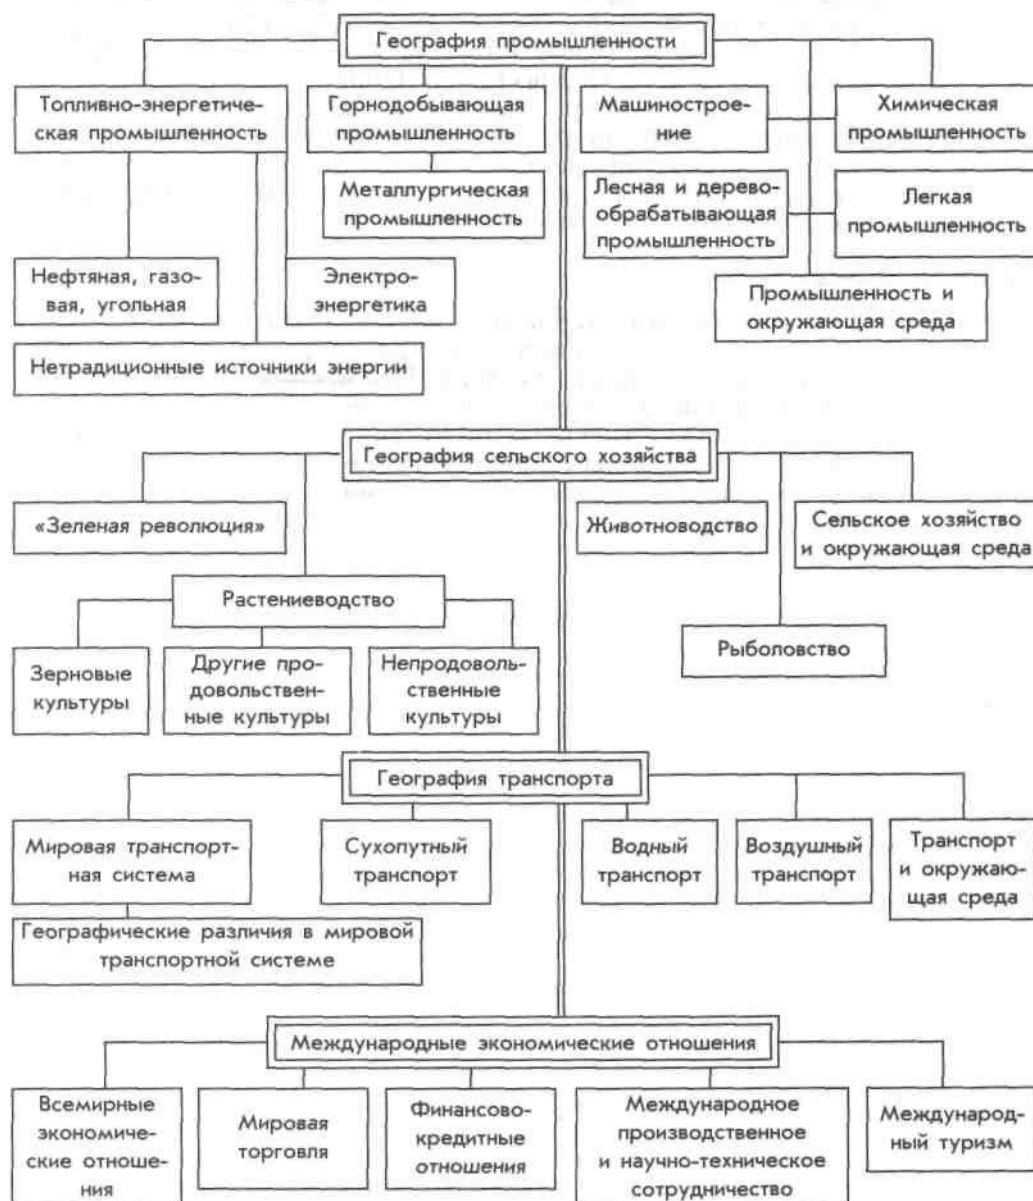 География промышленности
Топливно-энергетиче-
ская промышленность
Горнодобывающая
промышленность
Машинострое-
ние
Химическая
промышленность
Металлургическая
промышленность
Лесная и дерево-
обрабатывающая
промышленность
Легкая
промышленность
Нефтяная, газо-
вая, угольная
Электро-
энергетика
Промышленность и
окружающая среда
Нетрадиционные источники энергии
География сельского хозяйства
«Зеленая революция»
Животноводство
Сельское хозяйство
и окружающая среда
Растениеводство
Рыболовство
Зерновые
культуры
Другие про-
довольствен-
ные культуры
Непродоволь-
ственные
культуры
География транспорта
Мировая транспорт-
ная система
Сухопутный
транспорт
Водный
транспорт
Воздушный
транспорт
Транспорт
и окружаю-
щая среда
Географические различия в мировой
транспортной системе
Международные экономические отношения
Всемирные
экономиче-
ские отноше-
ния
Мировая
торговля
Финансово-
кредитные
отношения
Международное
производственное
и научно-техническое
сотрудничество
Международ-
ный туризм